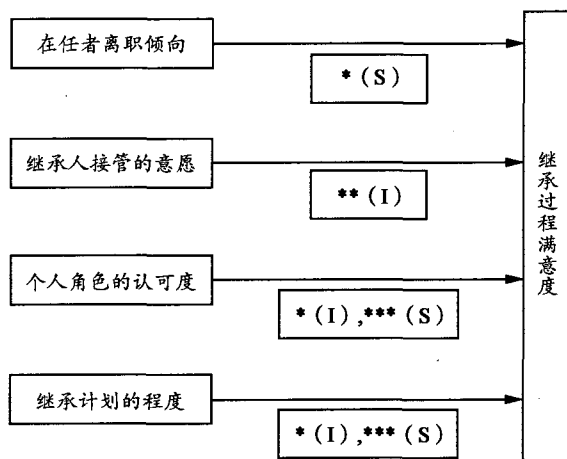 在任者离职倾向
*(S)
继承人接管的意愿
**(I)
个人角色的认可度
*(I),***(S)
继承计划的程度
*(I),***(S)
继承过程满意度